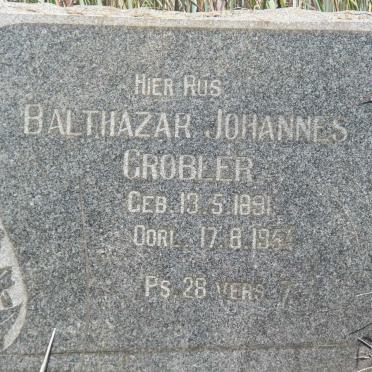 HIER RUS
BALTHAZAR JOHANNES
GROBLER
GEB. 13.5.1891
OORL. 17.8.
PS. 28 VERS 7